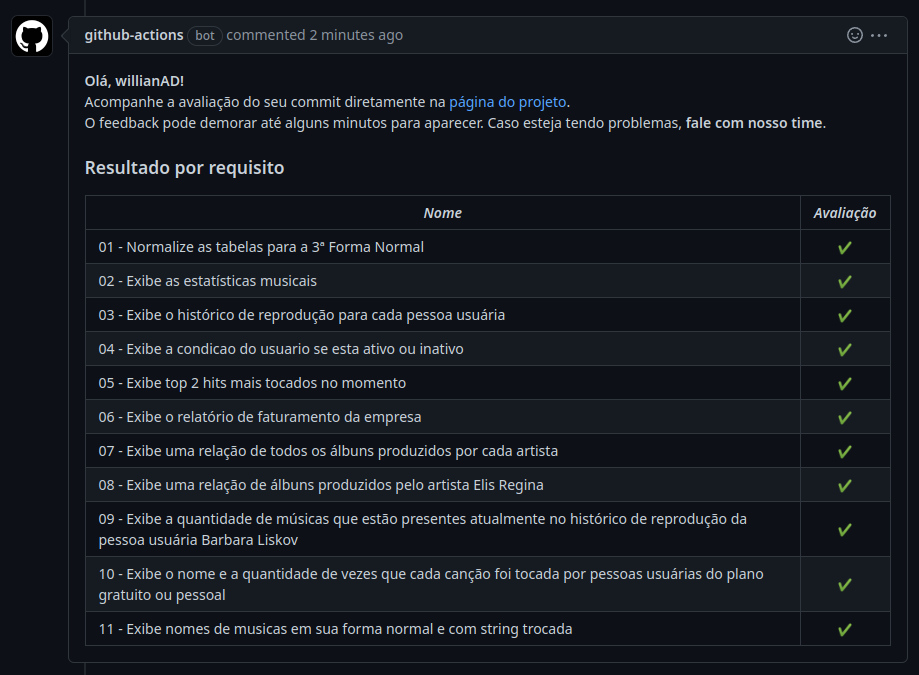 github-actions bot commented 2 minutes ago
Olá, willianAD!
Acompanhe a avaliação do seu commit diretamente na página do projeto.
O feedback pode demorar até alguns minutos para aparecer. Caso esteja tendo problemas, fale com nosso time.
Resultado por requisito
Nome Avaliação
01 - Normalize as tabelas para a 3ª Forma Normal
02 - Exibe as estatísticas musicais
03 - Exibe o histórico de reprodução para cada pessoa usuária
04 - Exibe a condicao do usuario se esta ativo ou inativo
05 - Exibe top 2 hits mais tocados no momento
06 - Exibe o relatório de faturamento da empresa
07 - Exibe uma relação de todos os álbuns produzidos por cada artista
08 - Exibe uma relação de álbuns produzidos pelo artista Elis Regina
09 - Exibe a quantidade de músicas que estão presentes atualmente no histórico de reprodução da
pessoa usuária Barbara Liskov
10 - Exibe o nome e a quantidade de vezes que cada canção foi tocada por pessoas usuárias do plano
gratuito ou pessoal
11 - Exibe nomes de musicas em sua forma normal e com string trocada